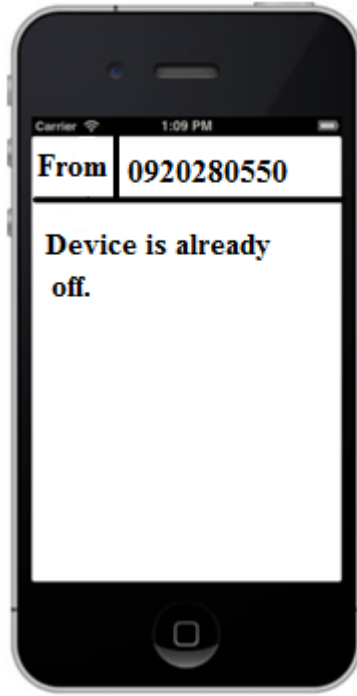 Carrier 1:09 PM
From 0920280550
Device is already
off.